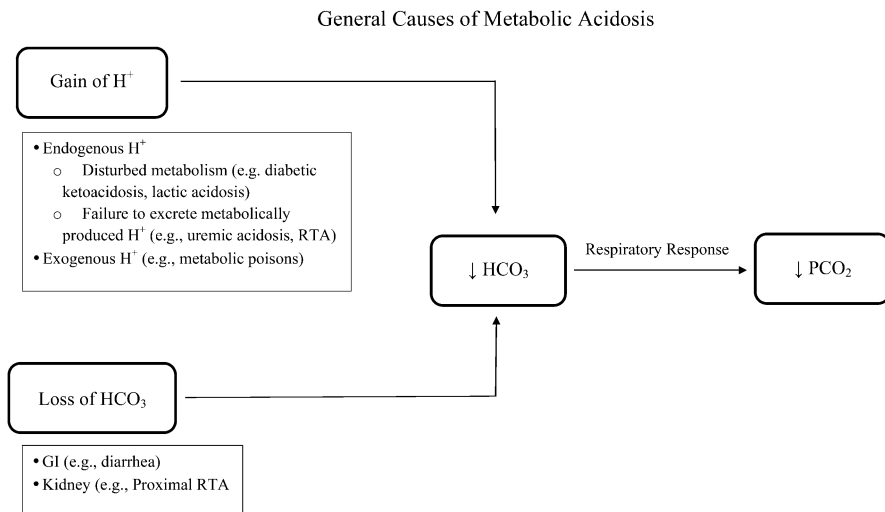 General Causes of Metabolic Acidosis
Gain of H⁺
• Endogenous H⁺
o Disturbed metabolism (e.g. diabetic
ketoacidosis, lactic acidosis)
o Failure to excrete metabolically
produced H⁺ (e.g., uremic acidosis, RTA)
• Exogenous H⁺ (e.g., metabolic poisons)
↓ HCO₃
Respiratory Response
↓ PCO₂
Loss of HCO₃
• GI (e.g., diarrhea)
• Kidney (e.g., Proximal RTA